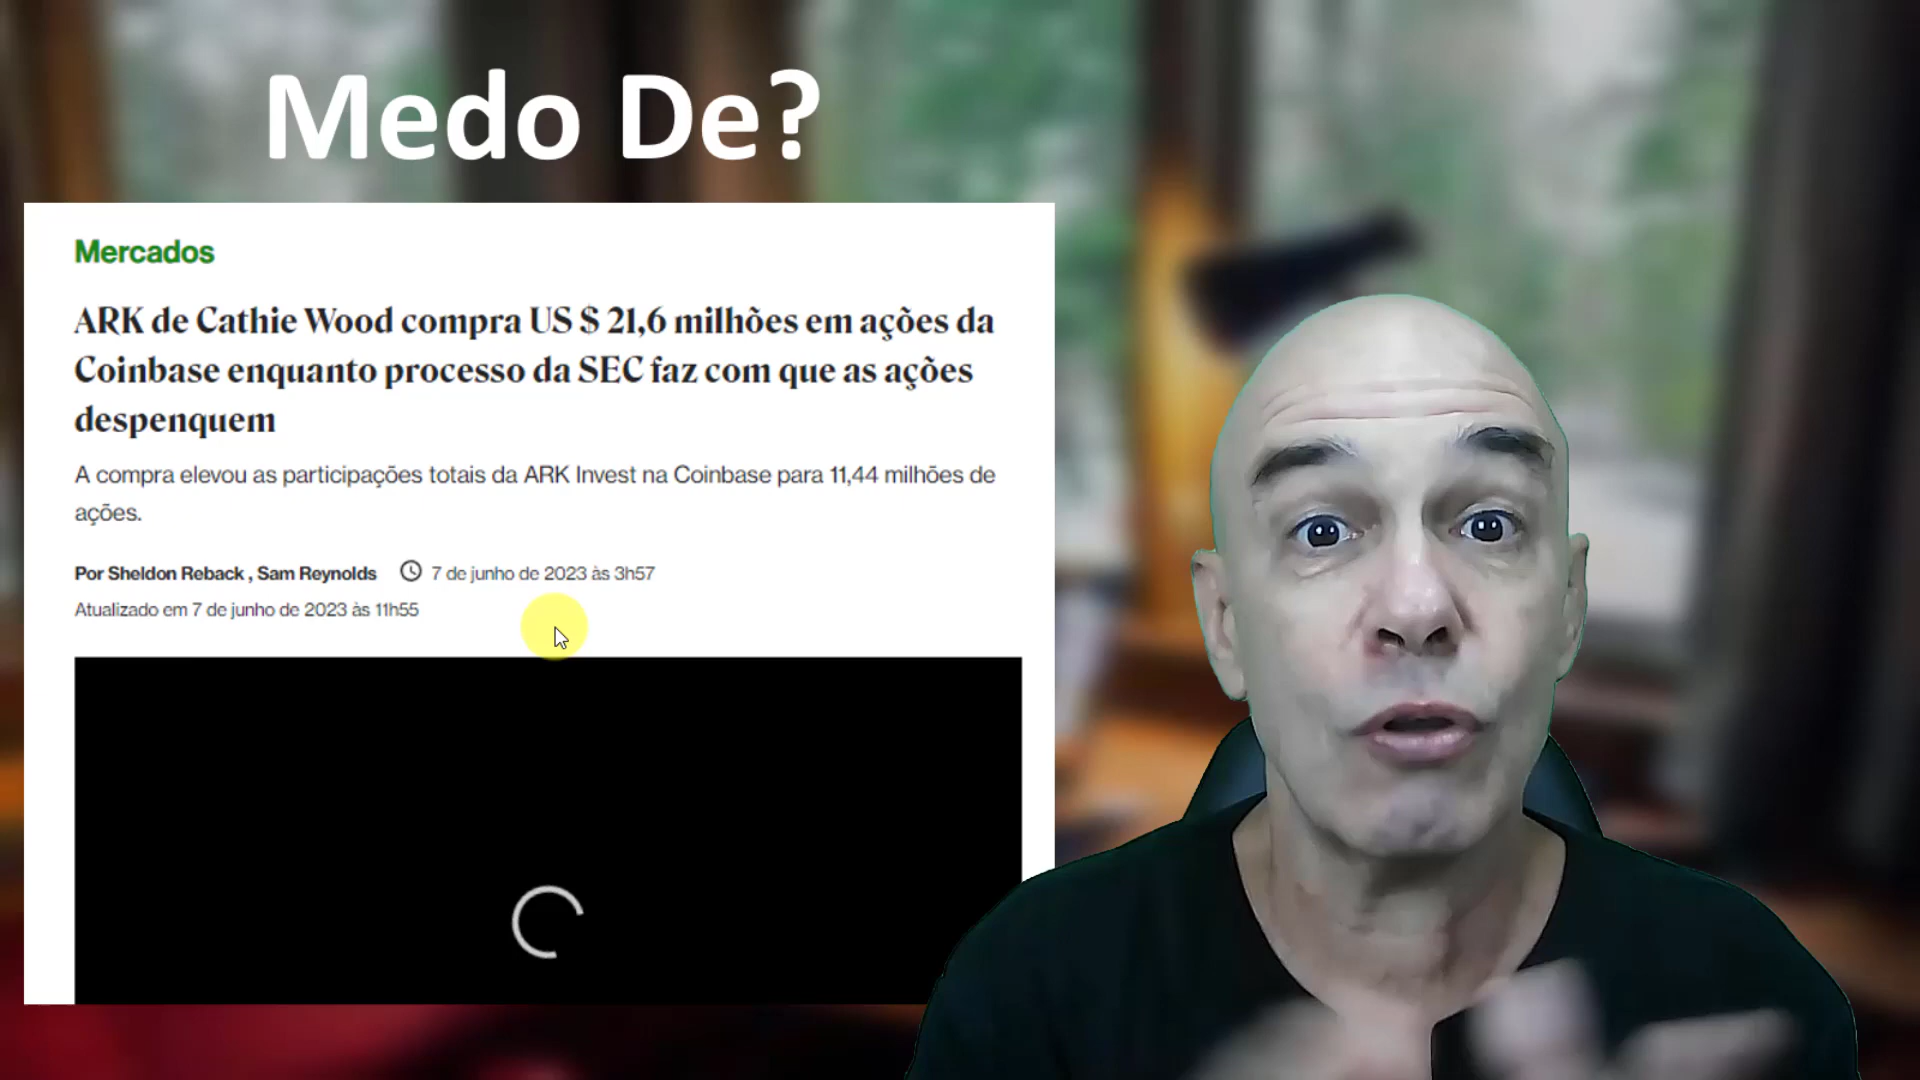 Medo De?
Mercados
ARK de Cathie Wood compra US $ 21,6 milhões em ações da
Coinbase enquanto processo da SEC faz com que as ações
despenquem
A compra elevou as participações totais da ARK Invest na Coinbase para 11,44 milhões de
ações.
Por Sheldon Reback , Sam Reynolds 7 de junho de 2023 às 3h57
Atualizado em 7 de junho de 2023 às 11h55